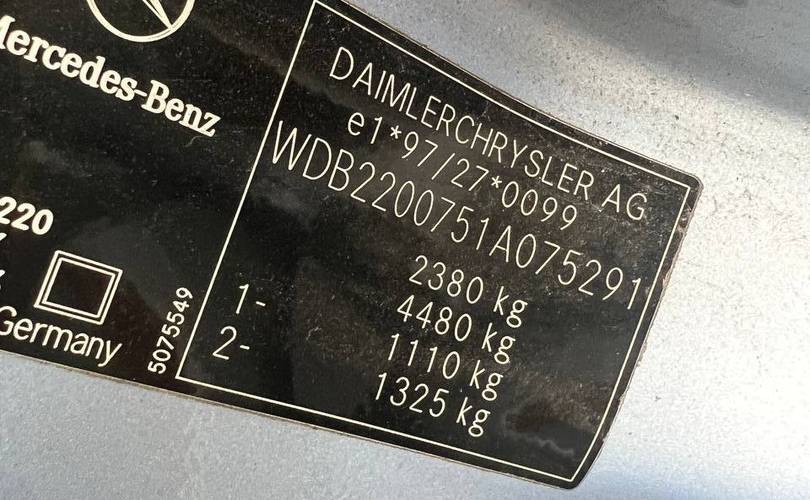 Mercedes-Benz
220
Germany
5075549
DAIMLERCHRYSLER AG
e1*97/27*0099
WDB2200751A075291
2380 kg
4480 kg
1- 1110 kg
2- 1325 kg